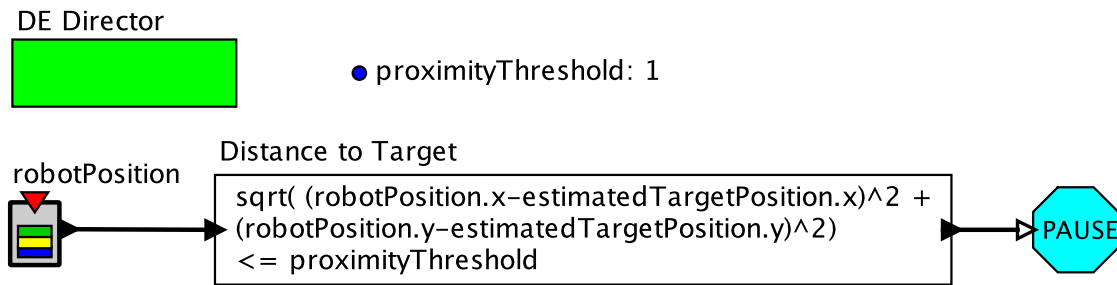 DE Director
proximityThreshold: 1
Distance to Target
robotPosition
sqrt( (robotPosition.x-estimatedTargetPosition.x)^2 +
(robotPosition.y-estimatedTargetPosition.y)^2)
<= proximityThreshold
PAUSE